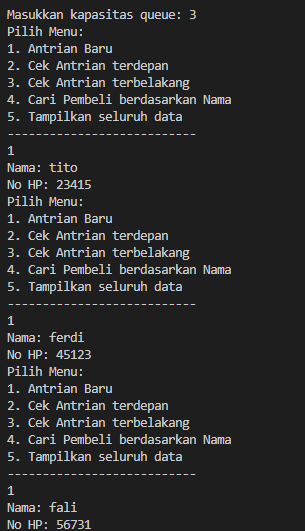 Masukkan kapasitas queue: 3
Pilih Menu:
1. Antrian Baru
2. Cek Antrian terdepan
3. Cek Antrian terbelakang
4. Cari Pembeli berdasarkan Nama
5. Tampilkan seluruh data
---------------------------
1
Nama: tito
No HP: 23415
Pilih Menu:
1. Antrian Baru
2. Cek Antrian terdepan
3. Cek Antrian terbelakang
4. Cari Pembeli berdasarkan Nama
5. Tampilkan seluruh data
---------------------------
1
Nama: ferdi
No HP: 45123
Pilih Menu:
1. Antrian Baru
2. Cek Antrian terdepan
3. Cek Antrian terbelakang
4. Cari Pembeli berdasarkan Nama
5. Tampilkan seluruh data
---------------------------
1
Nama: fali
No HP: 56731